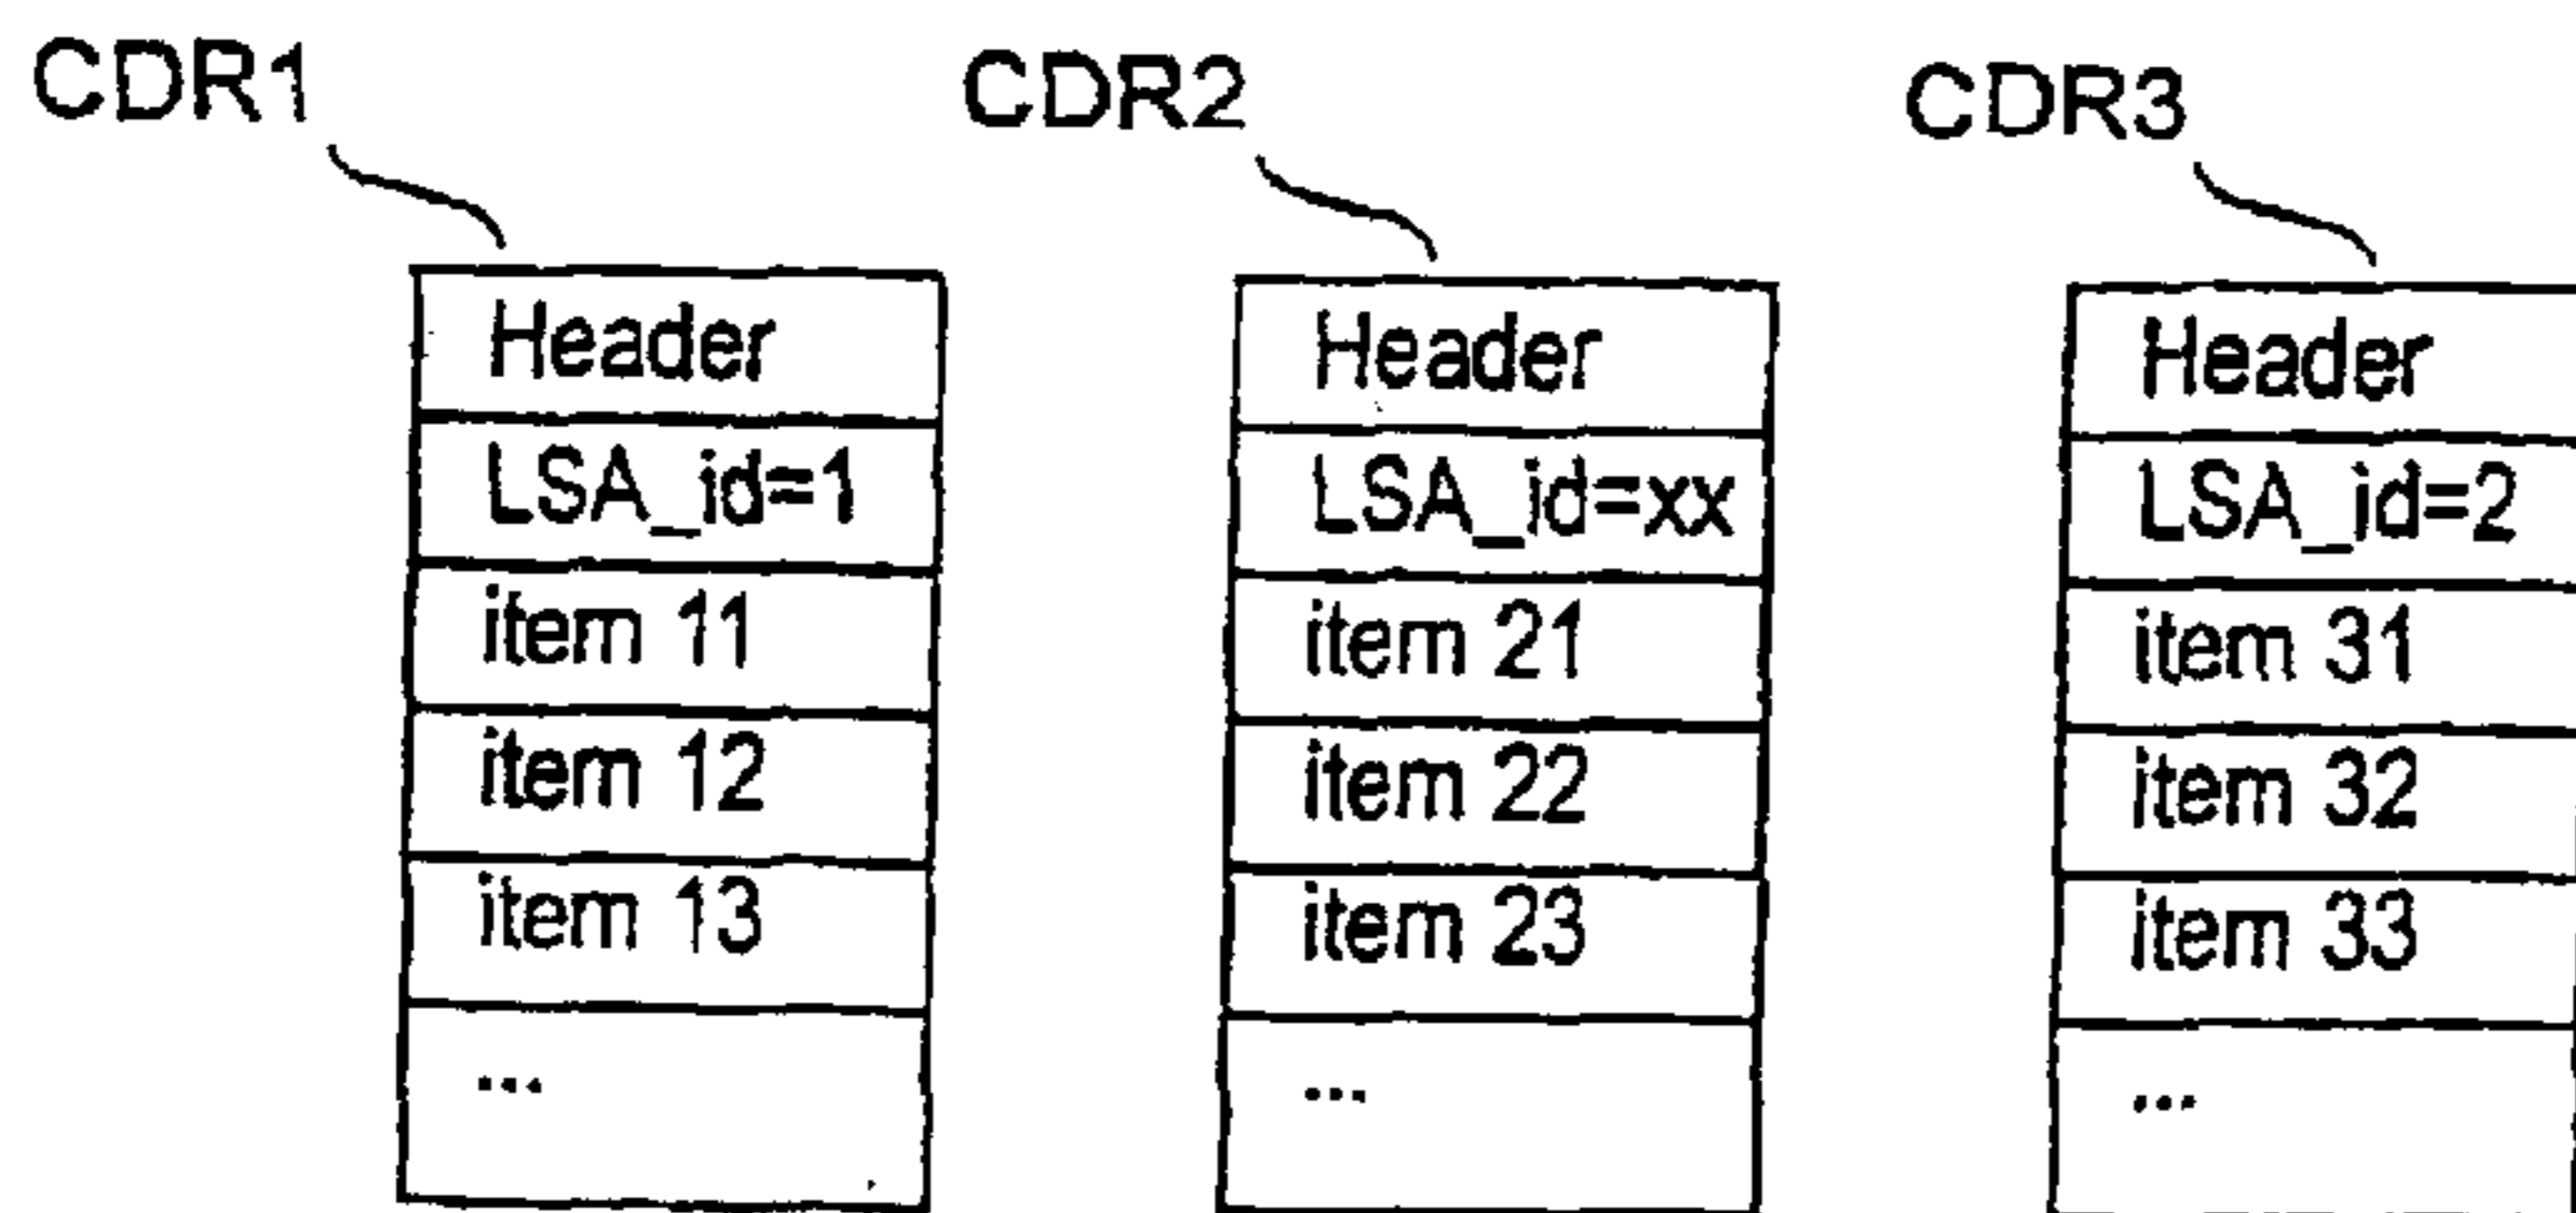 CDR1 CDR2 CDR3
Header Header Header
LSA_id=1 LSA_id=xx LSA_id=2
item 11 item 21 item 31
item 12 item 22 item 32
item 13 item 23 item 33
... ... ...